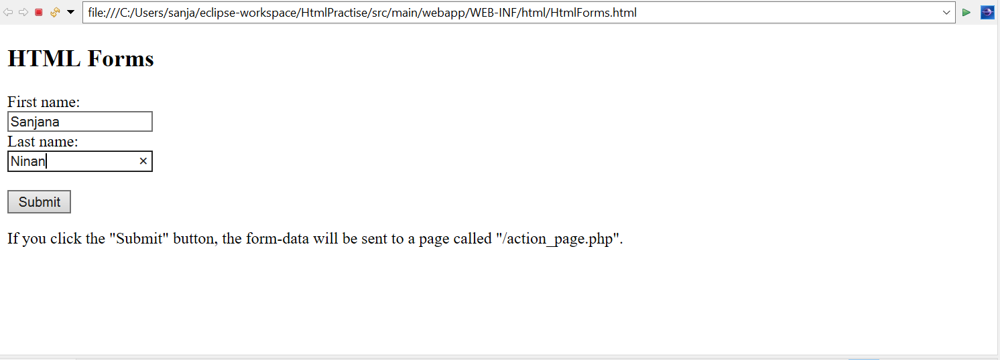 file:///C:/Users/sanja/eclipse-workspace/HtmlPractise/src/main/webapp/WEB-INF/html/HtmlForms.html
HTML Forms
First name:
Sanjana
Last name:
Ninan
Submit
If you click the "Submit" button, the form-data will be sent to a page called "/action_page.php".